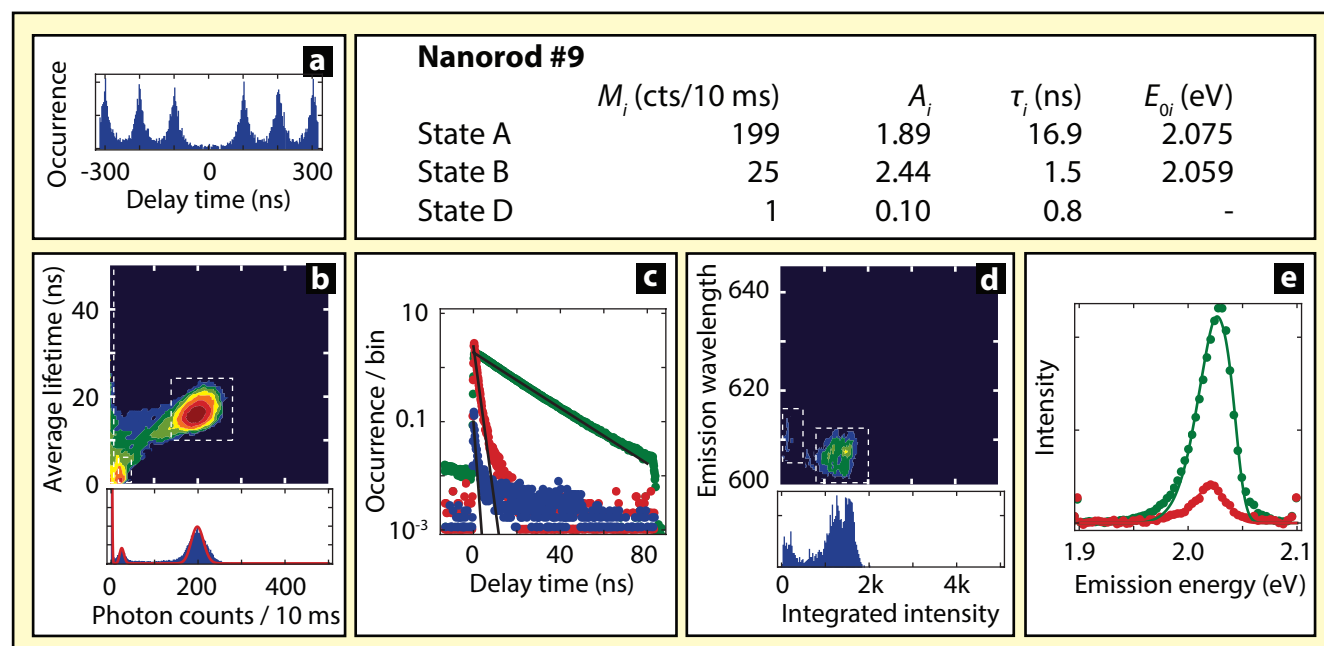 a
Occurrence
-300 0 300
Delay time (ns)
Nanorod #9
M_i (cts/10 ms) A_i τ_i (ns) E_0i (eV)
State A 199 1.89 16.9 2.075
State B 25 2.44 1.5 2.059
State D 1 0.10 0.8 -
b
Average lifetime (ns)
40
20
0
0 200 400
Photon counts / 10 ms
c
Occurrence / bin
10
0.1
10⁻³
0 40 80
Delay time (ns)
d
Emission wavelength
640
620
600
0 2k 4k
Integrated intensity
e
Intensity
1.9 2.0 2.1
Emission energy (eV)